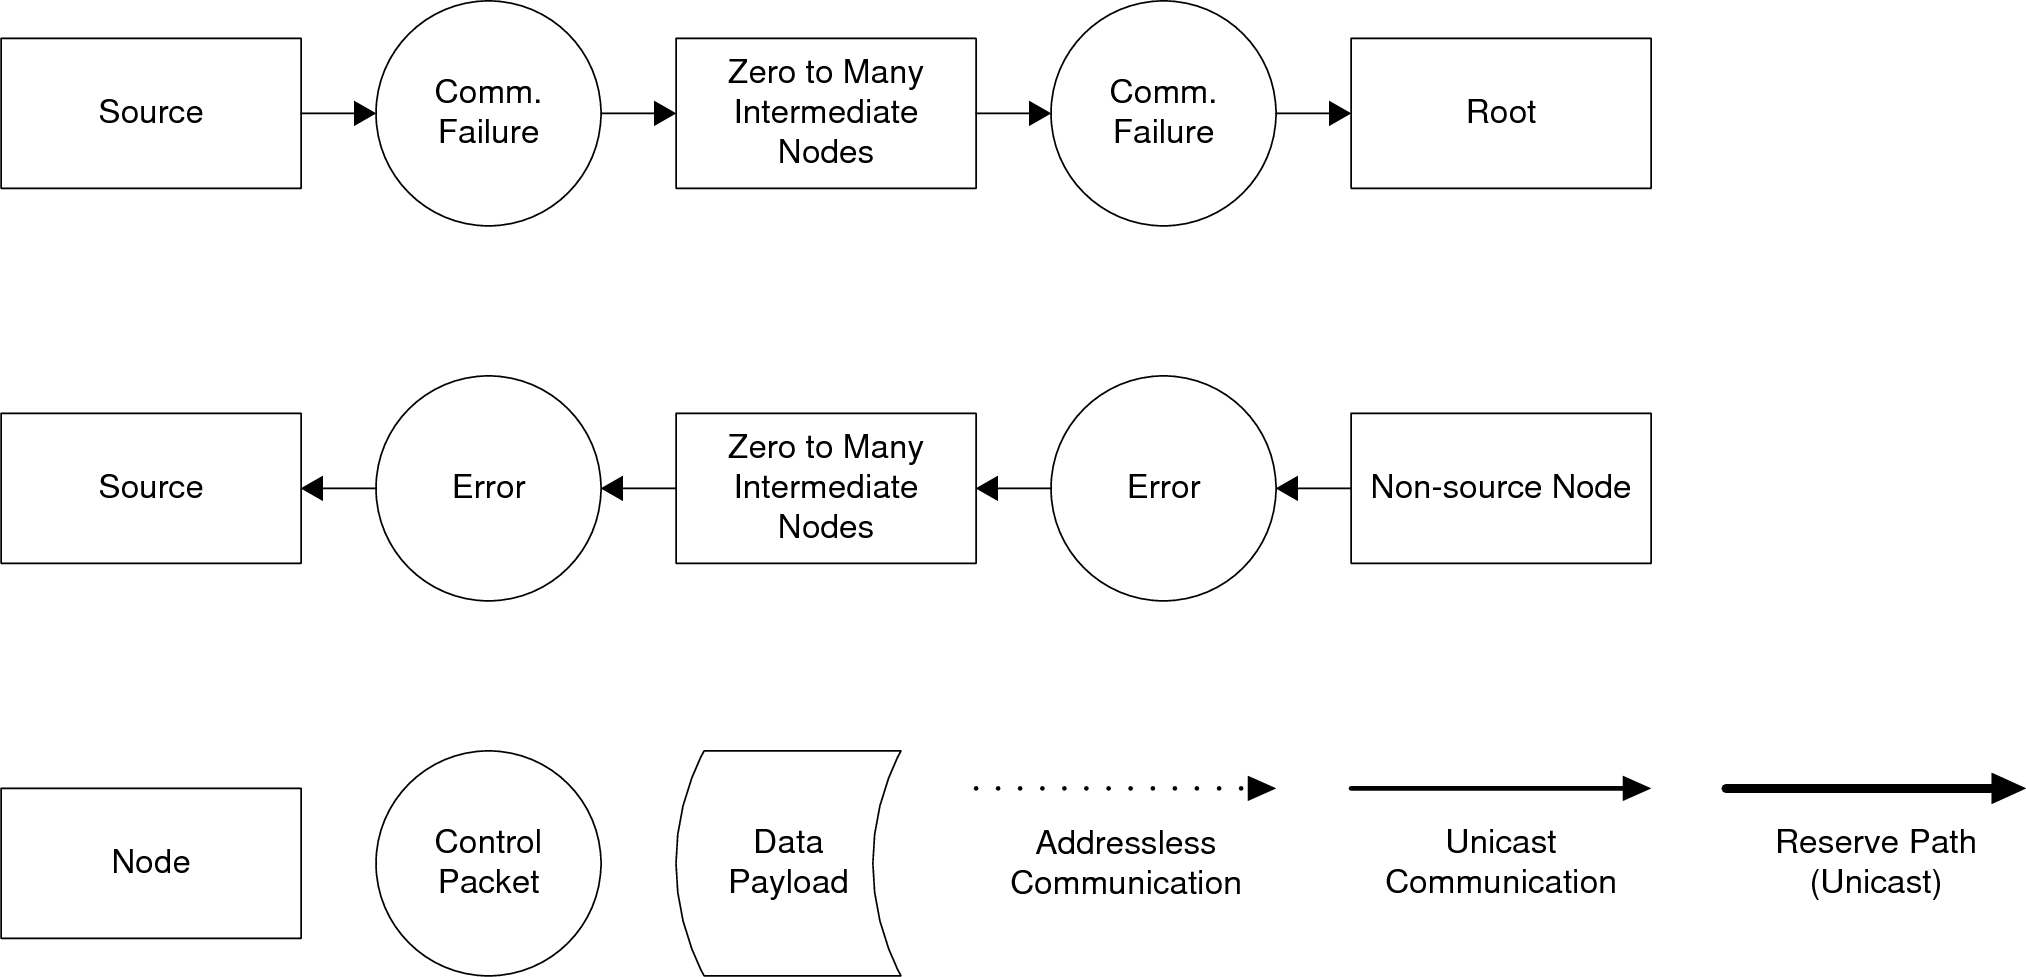 Source
Comm.
Failure
Zero to Many
Intermediate
Nodes
Comm.
Failure
Root
Source
Error
Zero to Many
Intermediate
Nodes
Error
Non-source Node
Node
Control
Packet
Data
Payload
Addressless
Communication
Unicast
Communication
Reserve Path
(Unicast)